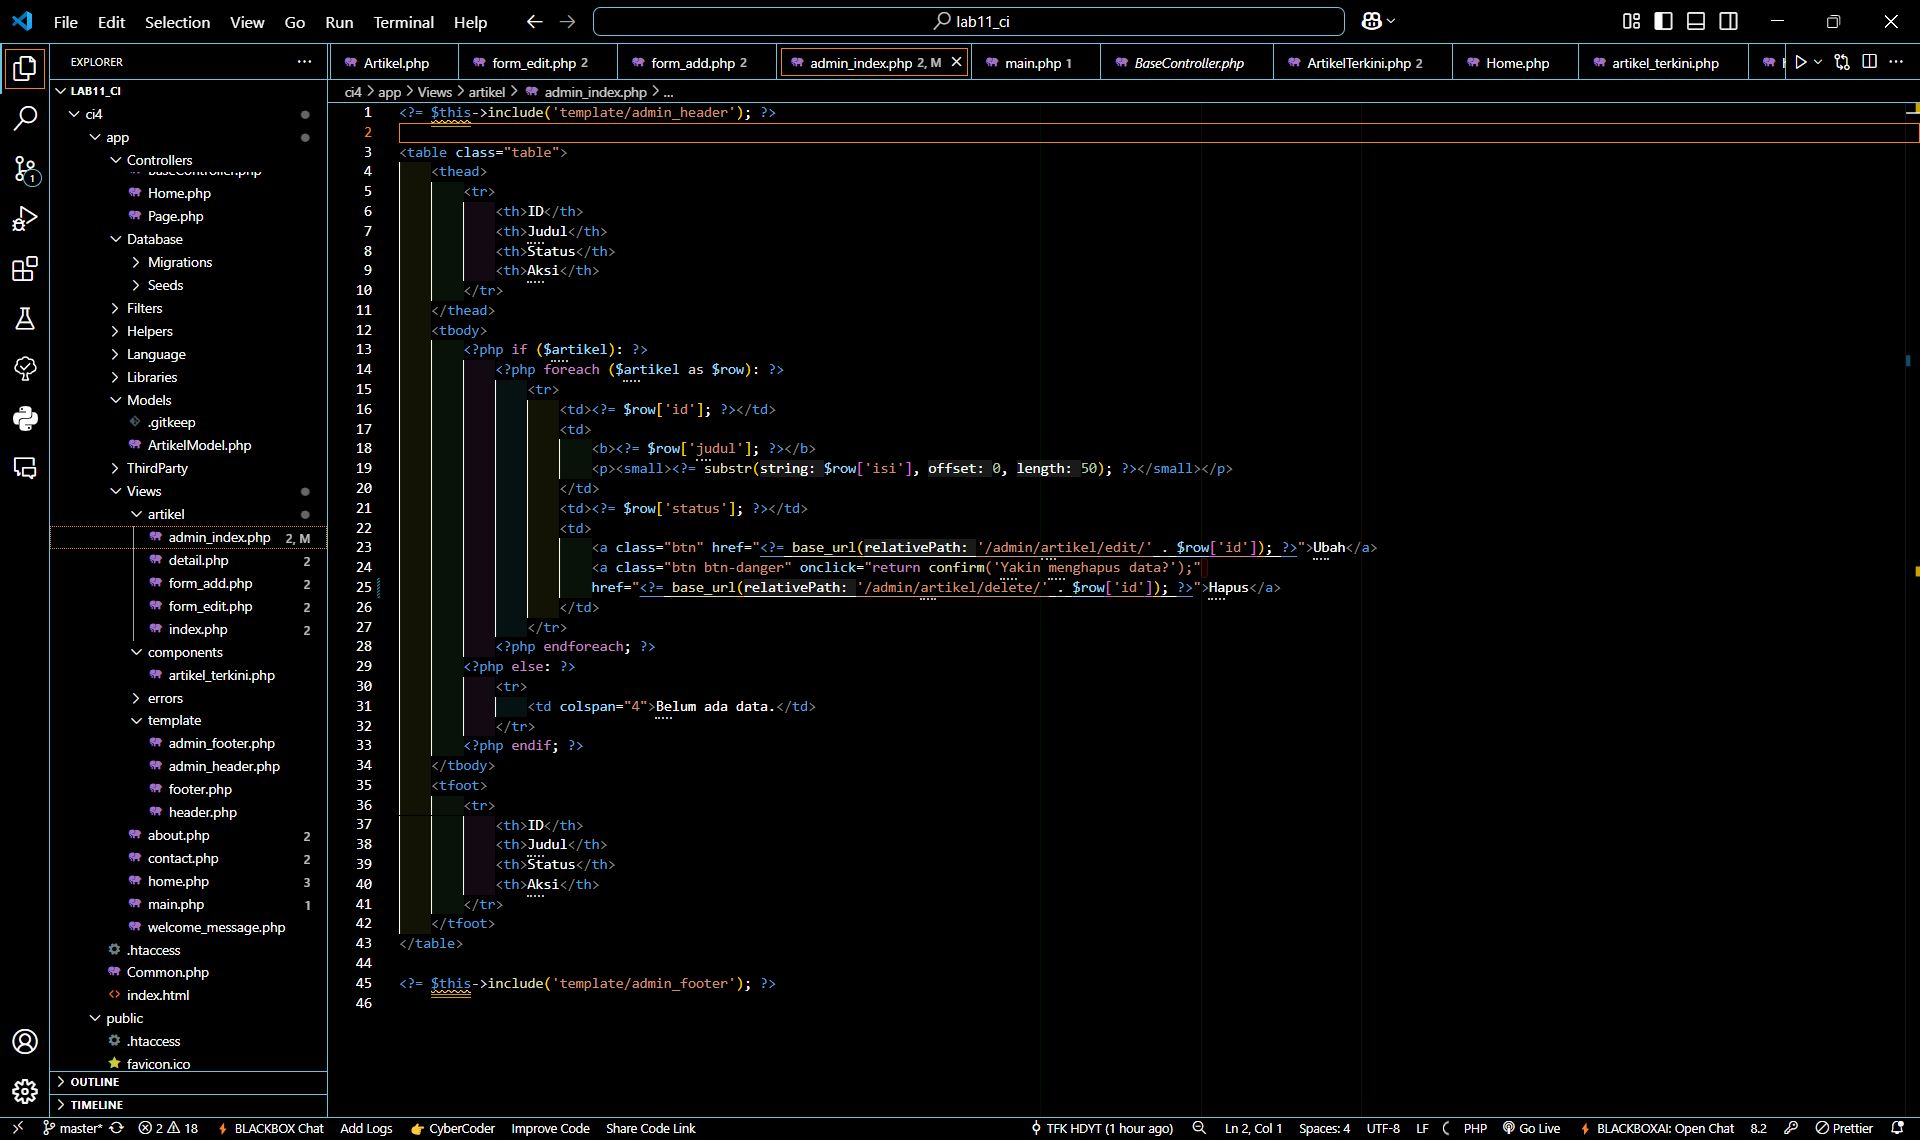 File Edit Selection View Go Run Terminal Help
lab11_ci
EXPLORER
Artikel.php
form_edit.php 2
form_add.php 2
admin_index.php 2, M
main.php 1
BaseController.php
ArtikelTerkini.php 2
Home.php
artikel_terkini.php
ci4 > app > Views > artikel > admin_index.php > ...
LAB11_CI
ci4
app
Controllers
BaseController.php
Home.php
Page.php
Database
Migrations
Seeds
Filters
Helpers
Language
Libraries
Models
.gitkeep
ArtikelModel.php
ThirdParty
Views
artikel
admin_index.php 2, M
detail.php 2
form_add.php 2
form_edit.php 2
index.php 2
components
artikel_terkini.php
errors
template
admin_footer.php
admin_header.php
footer.php
header.php
about.php 2
contact.php 2
home.php 3
main.php 1
welcome_message.php
.htaccess
Common.php
index.html
public
.htaccess
favicon.ico
OUTLINE
TIMELINE
1 <?= $this->include('template/admin_header'); ?>
2
3 <table class="table">
4 <thead>
5 <tr>
6 <th>ID</th>
7 <th>Judul</th>
8 <th>Status</th>
9 <th>Aksi</th>
10 </tr>
11 </thead>
12 <tbody>
13 <?php if ($artikel): ?>
14 <?php foreach ($artikel as $row): ?>
15 <tr>
16 <td><?= $row['id']; ?></td>
17 <td>
18 <b><?= $row['judul']; ?></b>
19 <p><small><?= substr(string: $row['isi'], offset: 0, length: 50); ?></small></p>
20 </td>
21 <td><?= $row['status']; ?></td>
22 <td>
23 <a class="btn" href="<?= base_url(relativePath: '/admin/artikel/edit/' . $row['id']); ?>">Ubah</a>
24 <a class="btn btn-danger" onclick="return confirm('Yakin menghapus data?');"
25 href="<?= base_url(relativePath: '/admin/artikel/delete/' . $row['id']); ?>">Hapus</a>
26 </td>
27 </tr>
28 <?php endforeach; ?>
29 <?php else: ?>
30 <tr>
31 <td colspan="4">Belum ada data.</td>
32 </tr>
33 <?php endif; ?>
34 </tbody>
35 <tfoot>
36 <tr>
37 <th>ID</th>
38 <th>Judul</th>
39 <th>Status</th>
40 <th>Aksi</th>
41 </tr>
42 </tfoot>
43 </table>
44
45 <?= $this->include('template/admin_footer'); ?>
46
1
master* 2 18 BLACKBOX Chat Add Logs CyberCoder Improve Code Share Code Link TFK HDYT (1 hour ago) Ln 2, Col 1 Spaces: 4 UTF-8 LF PHP Go Live BLACKBOXAI: Open Chat 8.2 Prettier